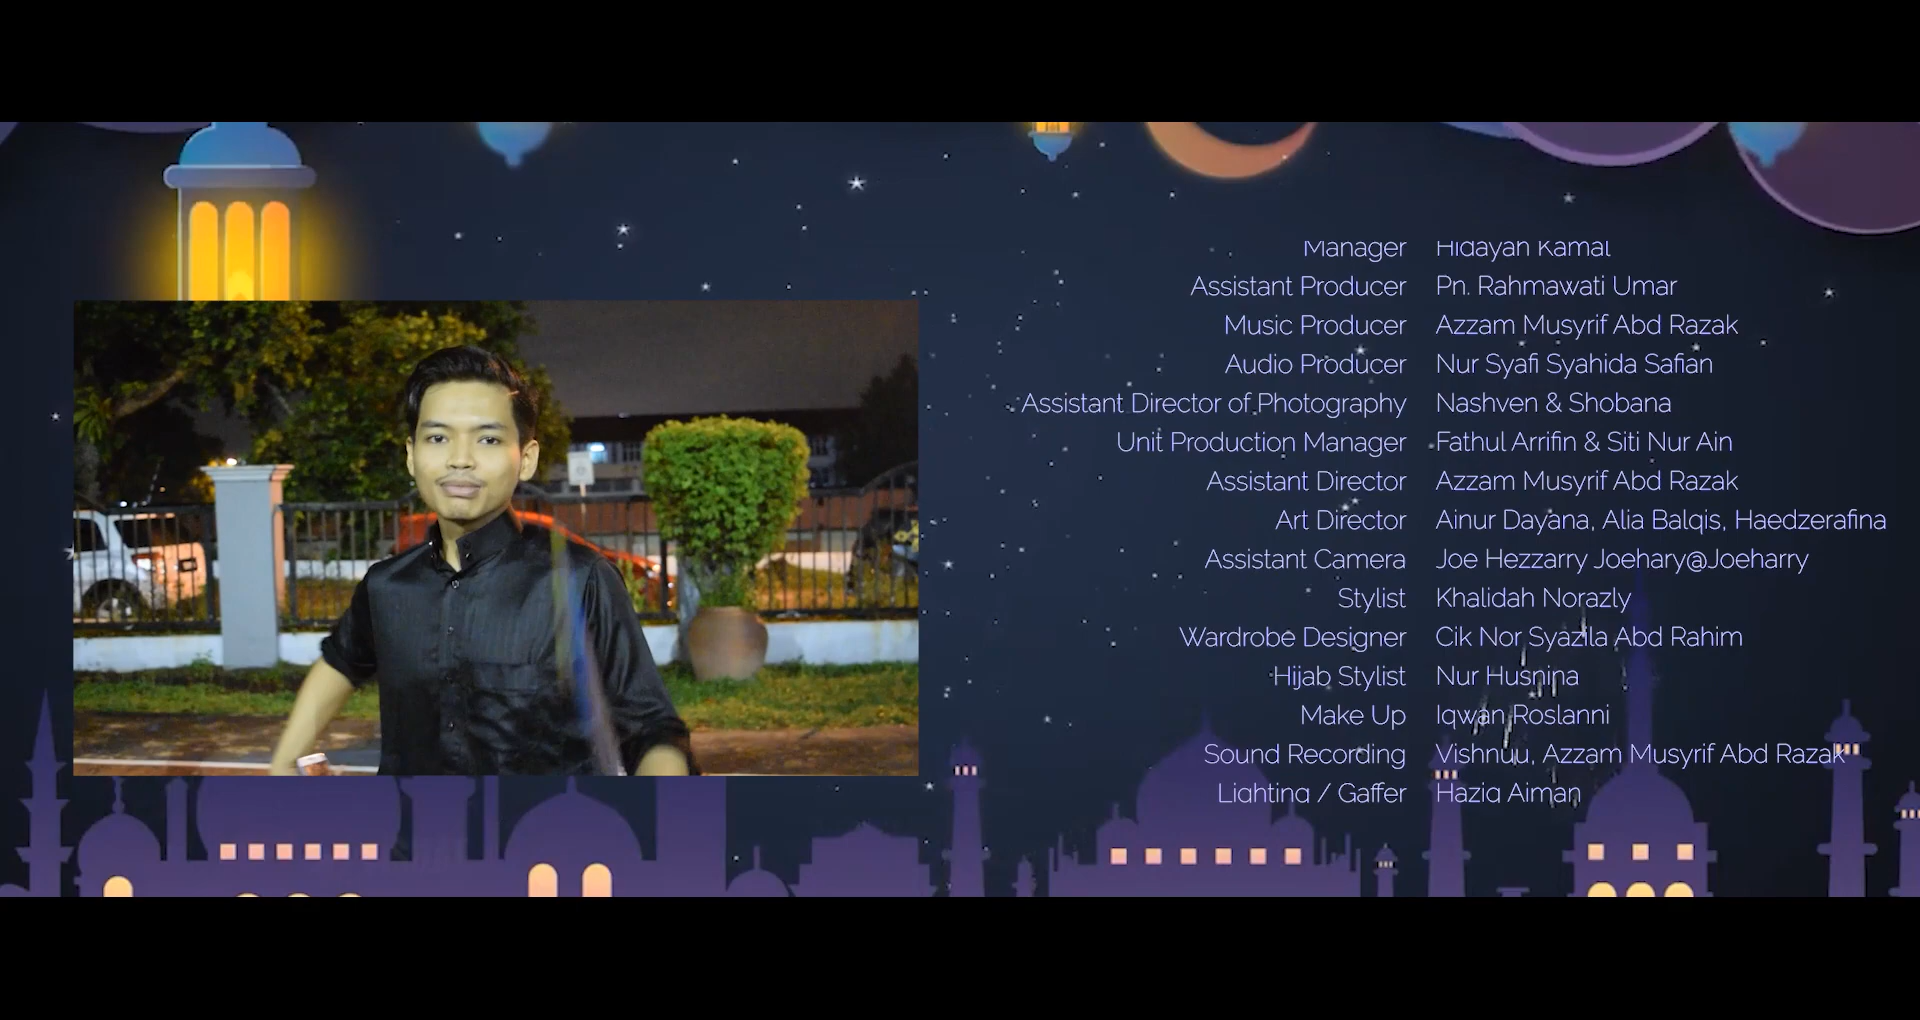 Manager Hidayah Kamal
Assistant Producer Pn. Rahmawati Umar
Music Producer Azzam Musyrif Abd Razak
Audio Producer Nur Syafi Syahida Safian
Assistant Director of Photography Nashven & Shobana
Unit Production Manager Fathul Arrifin & Siti Nur Ain
Assistant Director Azzam Musyrif Abd Razak
Art Director Ainur Dayana, Alia Balqis, Haedzerafina
Assistant Camera Joe Hezzarry Joehary@Joeharry
Stylist Khalidah Norazly
Wardrobe Designer Cik Nor Syazila Abd Rahim
Hijab Stylist Nur Husnina
Make Up Iqwan Roslanni
Sound Recording Vishnuu, Azzam Musyrif Abd Razak
Lighting / Gaffer Haziq Aiman